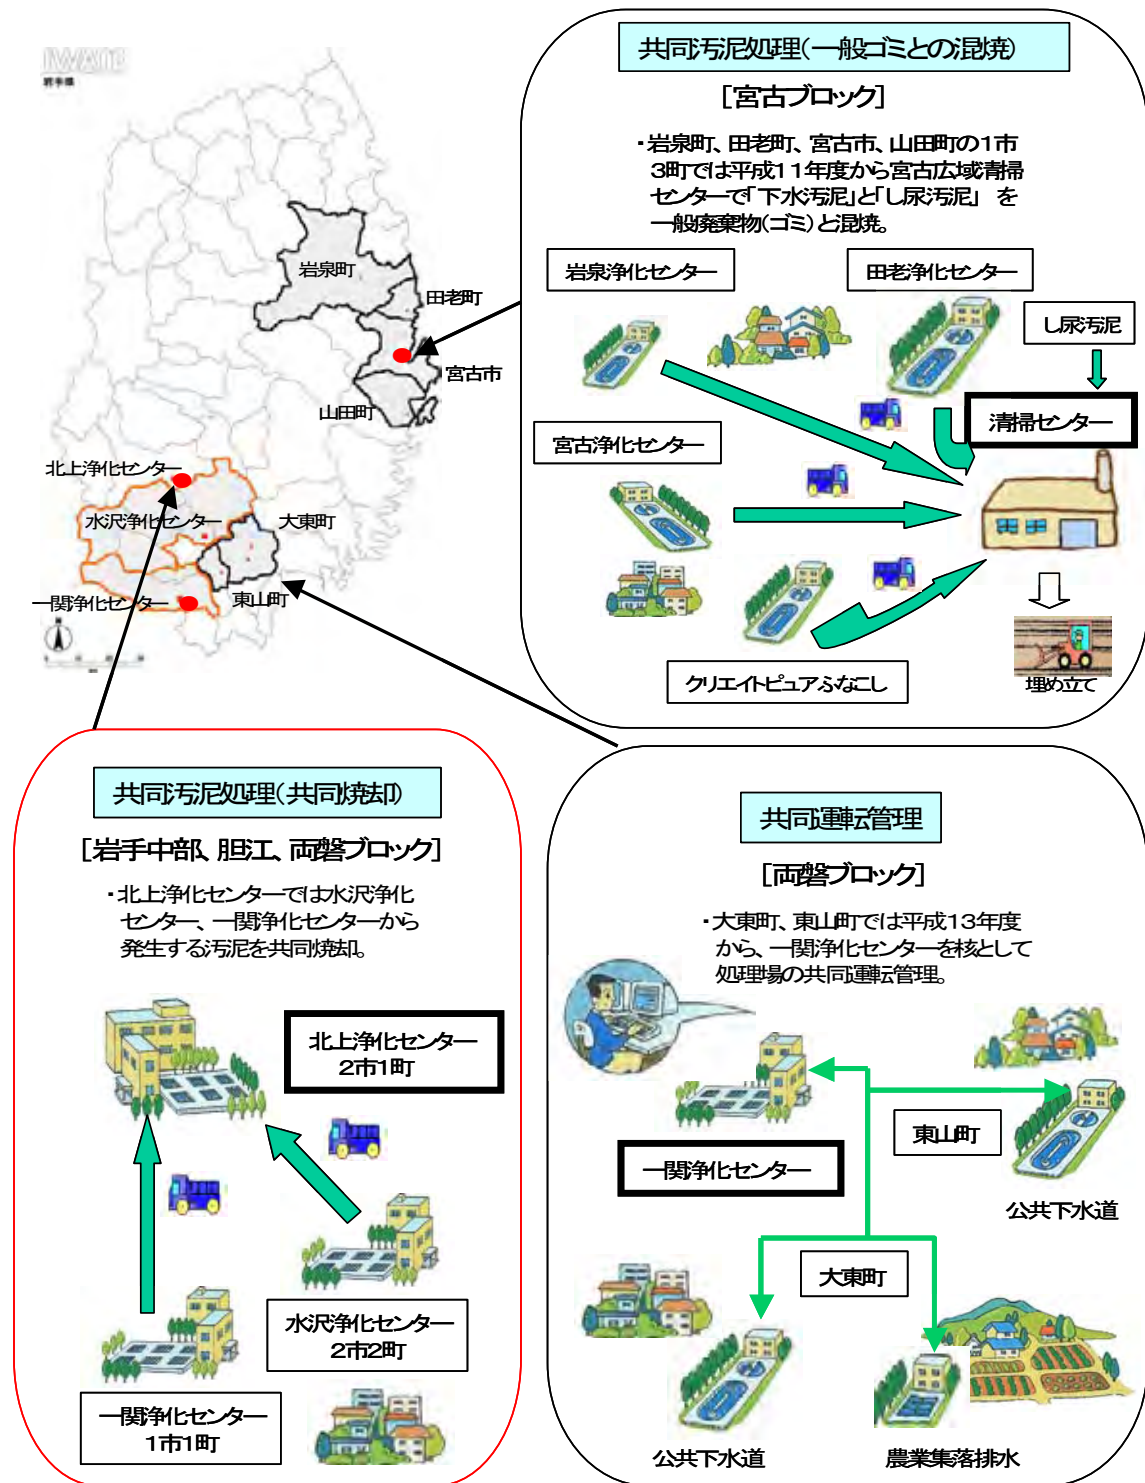 IWATE
岩手県
岩泉町
田老町
宮古市
山田町
北上浄化センター
水沢浄化センター
大東町
一関浄化センター
東山町
共同汚泥処理(一般ゴミとの混焼)
[宮古ブロック]
・岩泉町、田老町、宮古市、山田町の1市
3町では平成11年度から宮古広域清掃
センターで「下水汚泥」と「し尿汚泥」 を
一般廃棄物(ゴミ)と混焼。
岩泉浄化センター
田老浄化センター
し尿汚泥
清掃センター
宮古浄化センター
クリエイトピュアふなこし
埋め立て
共同汚泥処理(共同焼却)
[岩手中部、胆江、両磐ブロック]
・北上浄化センターでは水沢浄化
センター、一関浄化センターから
発生する汚泥を共同焼却。
北上浄化センター
2市1町
水沢浄化センター
2市2町
一関浄化センター
1市1町
共同運転管理
[両磐ブロック]
・大東町、東山町では平成13年度
から、一関浄化センターを核として
処理場の共同運転管理。
一関浄化センター
東山町
公共下水道
大東町
公共下水道
農業集落排水